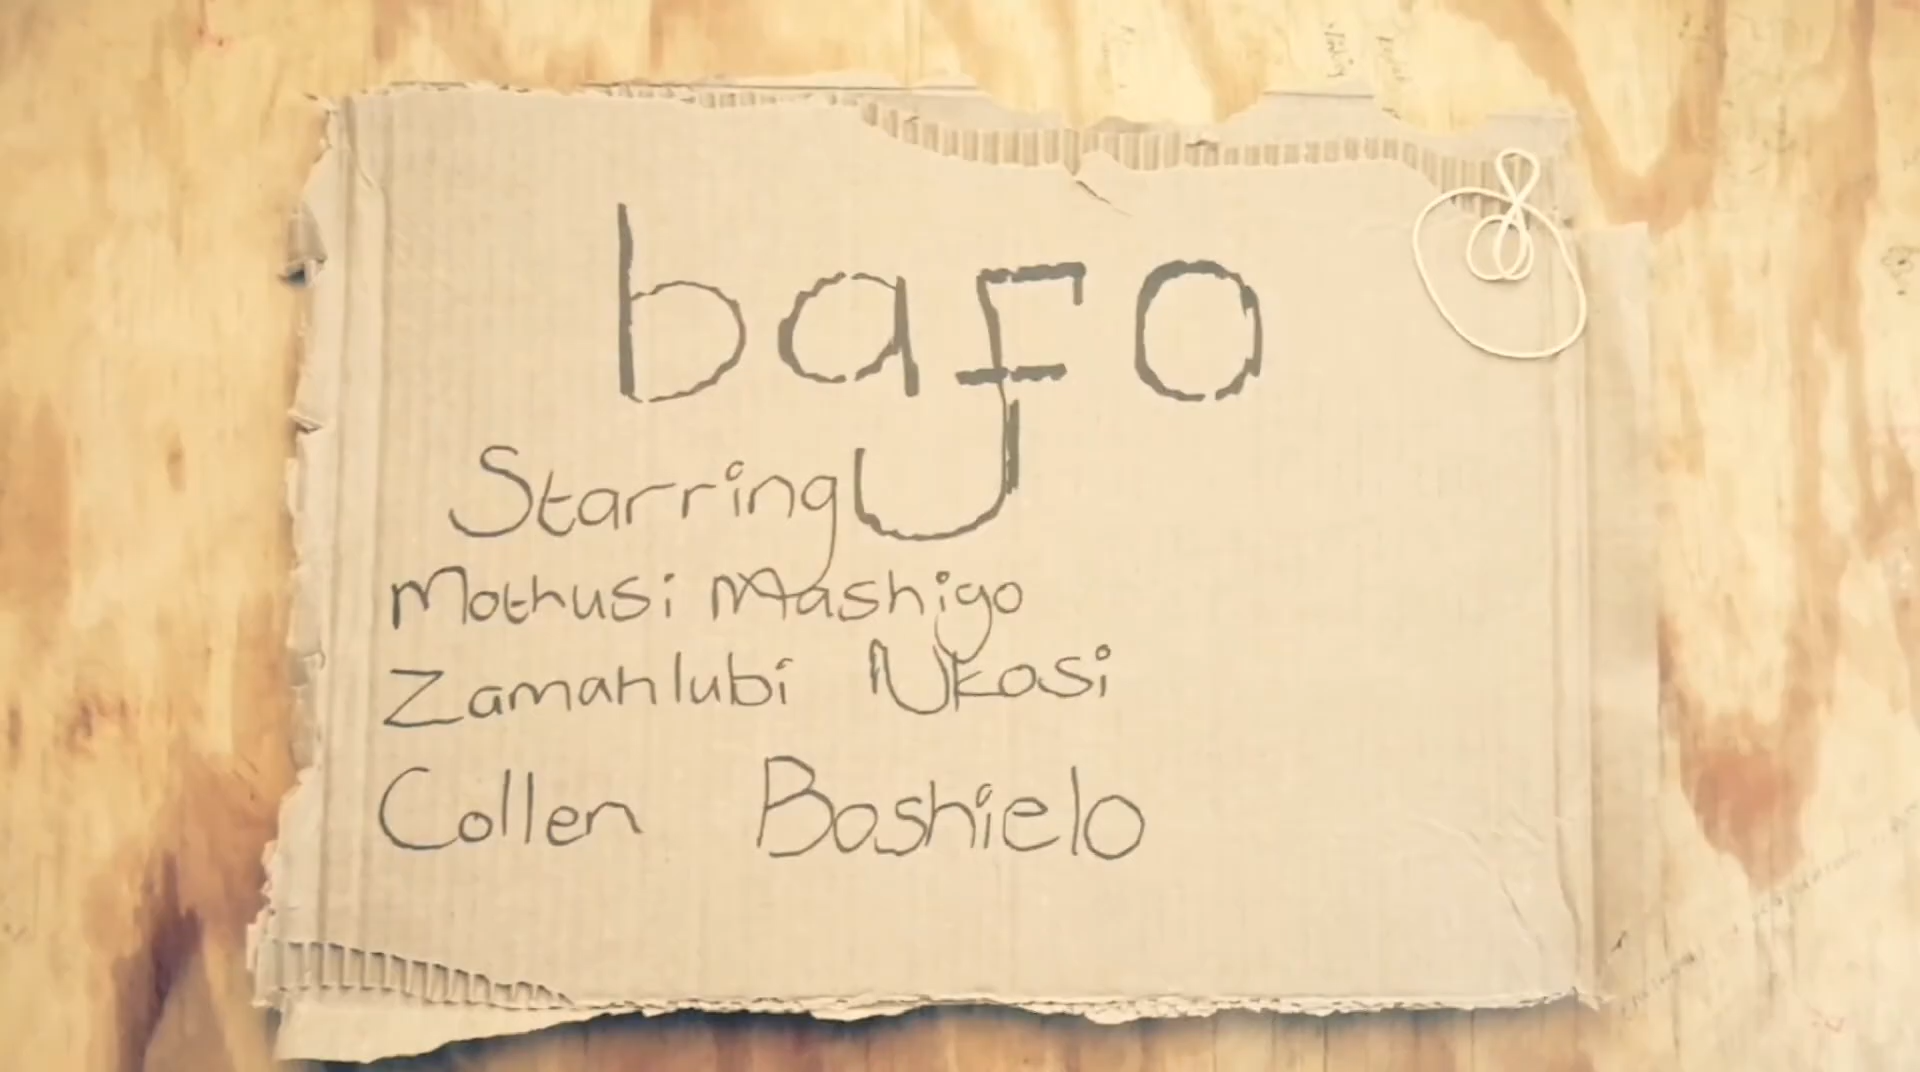 bafo
Starring
Mothusi Mashigo
Zamahlubi Nkosi
Collen Boshielo